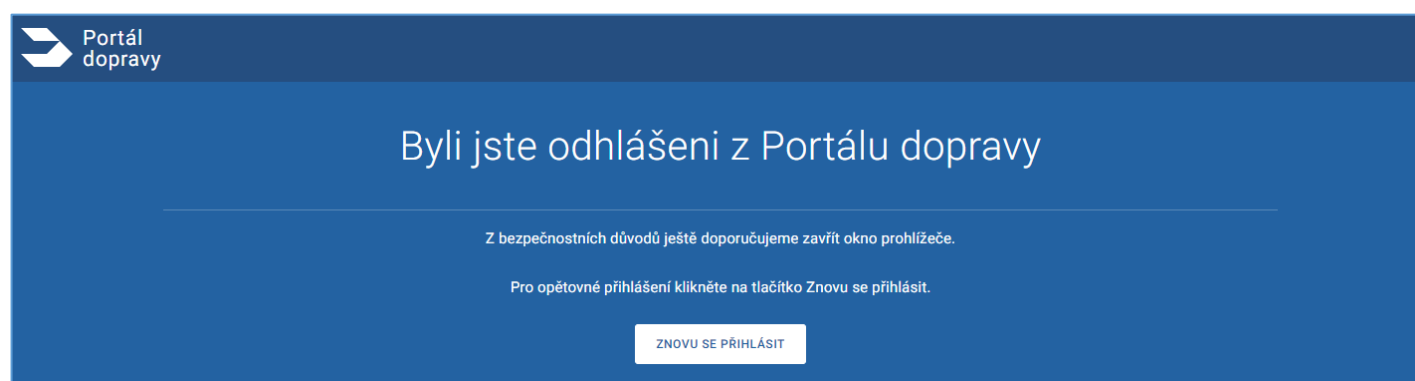 Portál
dopravy
Byli jste odhlášeni z Portálu dopravy
Z bezpečnostních důvodů ještě doporučujeme zavřít okno prohlížeče.
Pro opětovné přihlášení klikněte na tlačítko Znovu se přihlásit.
ZNOVU SE PŘIHLÁSIT